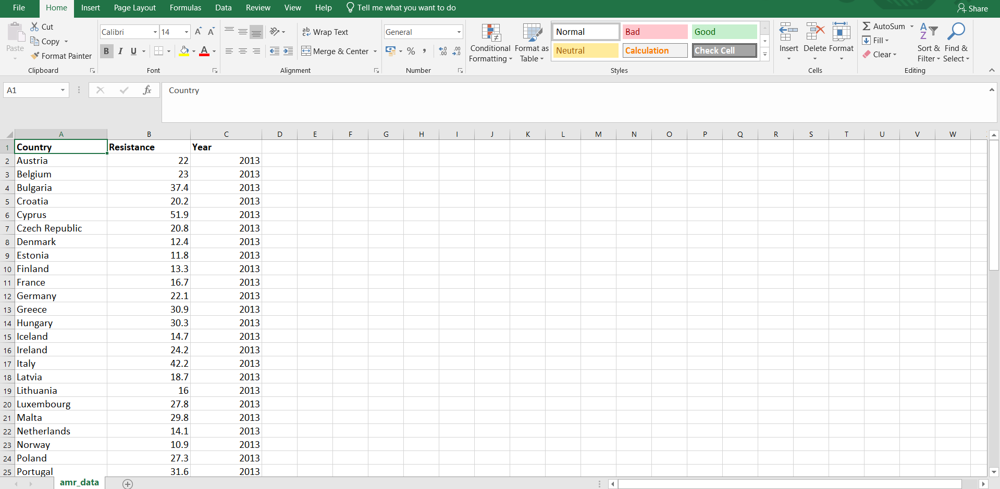 File Home Insert Page Layout Formulas Data Review View Help Tell me what you want to do Share
Paste
Cut
Copy
Format Painter
Clipboard
Calibri 14 A A
B I U A
Font
ab Wrap Text
Merge & Center
Alignment
General
% ,
.00 .00
Number
Conditional Formatting
Format as Table
Normal Bad Good
Neutral Calculation Check Cell
Styles
Insert Delete Format
Cells
AutoSum
Fill
Clear
Sort & Filter
Find & Select
Editing
A1 fx Country
A B C D E F G H I J K L M N O P Q R S T U V W
1 Country Resistance Year
2 Austria 22 2013
3 Belgium 23 2013
4 Bulgaria 37.4 2013
5 Croatia 20.2 2013
6 Cyprus 51.9 2013
7 Czech Republic 20.8 2013
8 Denmark 12.4 2013
9 Estonia 11.8 2013
10 Finland 13.3 2013
11 France 16.7 2013
12 Germany 22.1 2013
13 Greece 30.9 2013
14 Hungary 30.3 2013
15 Iceland 14.7 2013
16 Ireland 24.2 2013
17 Italy 42.2 2013
18 Latvia 18.7 2013
19 Lithuania 16 2013
20 Luxembourg 27.8 2013
21 Malta 29.8 2013
22 Netherlands 14.1 2013
23 Norway 10.9 2013
24 Poland 27.3 2013
25 Portugal 31.6 2013
amr_data